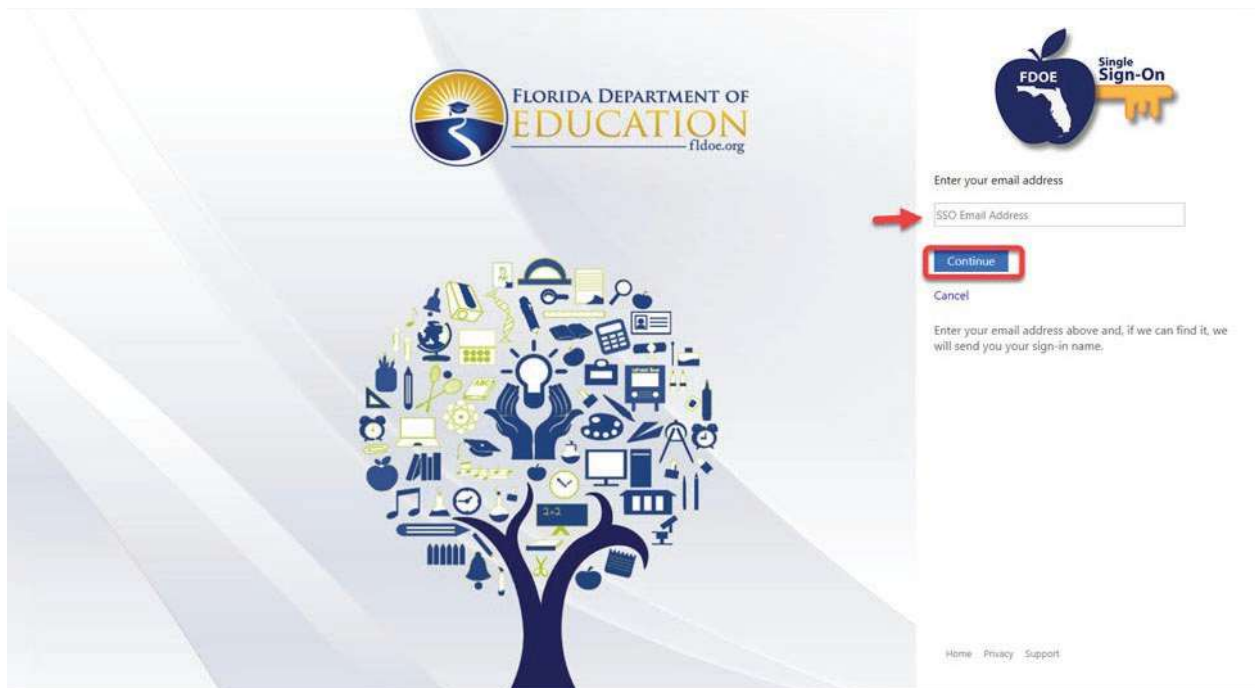 FLORIDA DEPARTMENT OF
EDUCATION
fldoe.org
FDOE
Single
Sign-On
Enter your email address
SSO Email Address
Continue
Cancel
Enter your email address above and, if we can find it, we
will send you your sign-in name.
2+2
Home Privacy Support